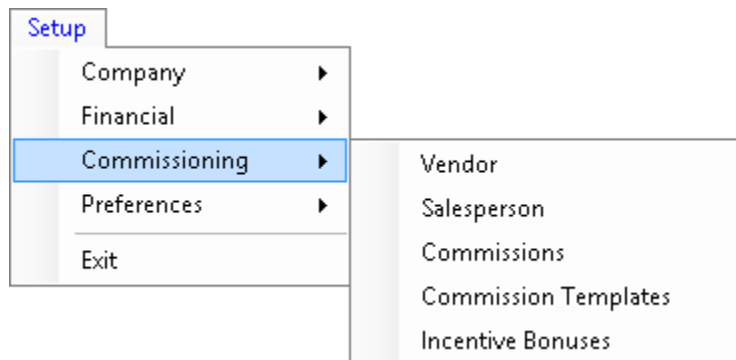 Setup
Company
Financial
Commissioning
Preferences
Exit
Vendor
Salesperson
Commissions
Commission Templates
Incentive Bonuses